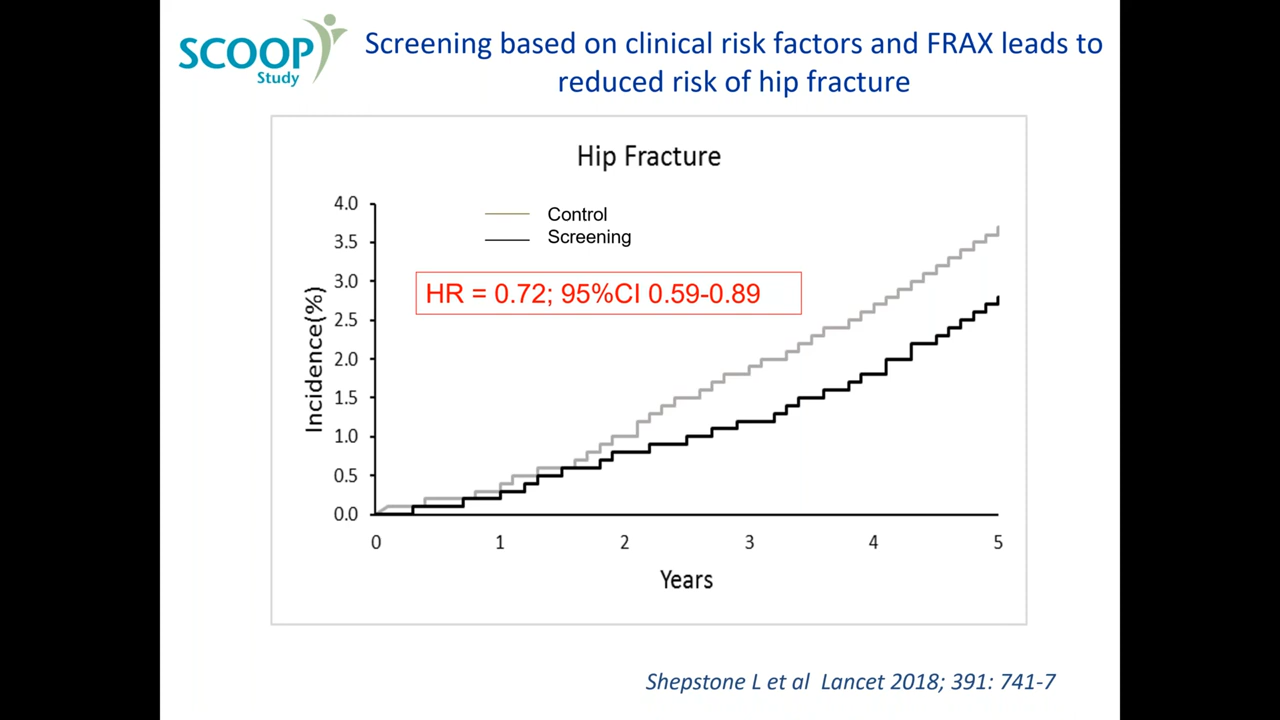 SCOOP
Study
Screening based on clinical risk factors and FRAX leads to
reduced risk of hip fracture
Hip Fracture
Control
Screening
HR = 0.72; 95%CI 0.59-0.89
Incidence(%)
4.0
3.5
3.0
2.5
2.0
1.5
1.0
0.5
0.0
0 1 2 3 4 5
Years
Shepstone L et al Lancet 2018; 391: 741-7